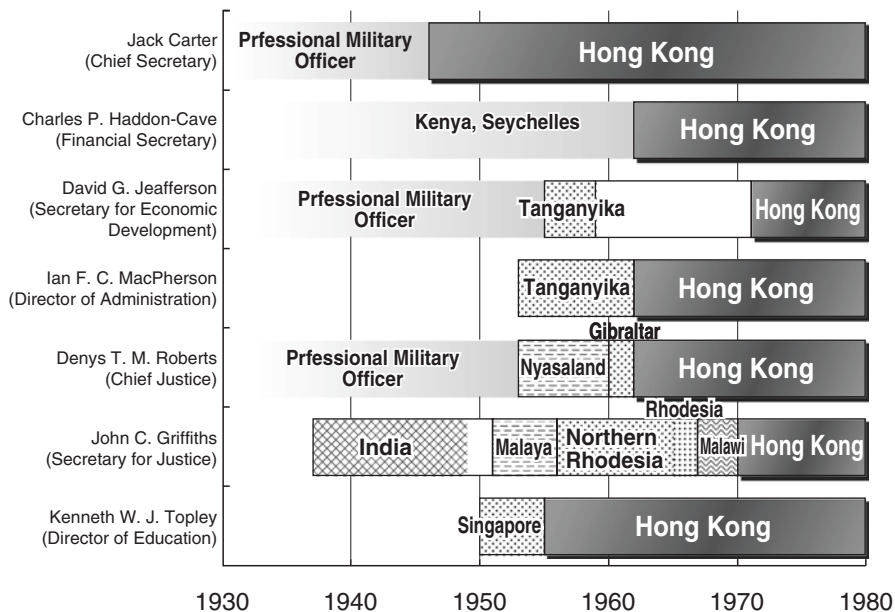 Jack Carter
(Chief Secretary)
Prfessional Military
Officer
Hong Kong
Charles P. Haddon-Cave
(Financial Secretary)
Kenya, Seychelles
Hong Kong
David G. Jeafferson
(Secretary for Economic
Development)
Prfessional Military
Officer
Tanganyika
Hong Kong
Ian F. C. MacPherson
(Director of Administration)
Tanganyika
Hong Kong
Denys T. M. Roberts
(Chief Justice)
Prfessional Military
Officer
Nyasaland
Gibraltar
Hong Kong
John C. Griffiths
(Secretary for Justice)
India
Malaya
Northern
Rhodesia
Rhodesia
Malawi
Hong Kong
Kenneth W. J. Topley
(Director of Education)
Singapore
Hong Kong
1930 1940 1950 1960 1970 1980